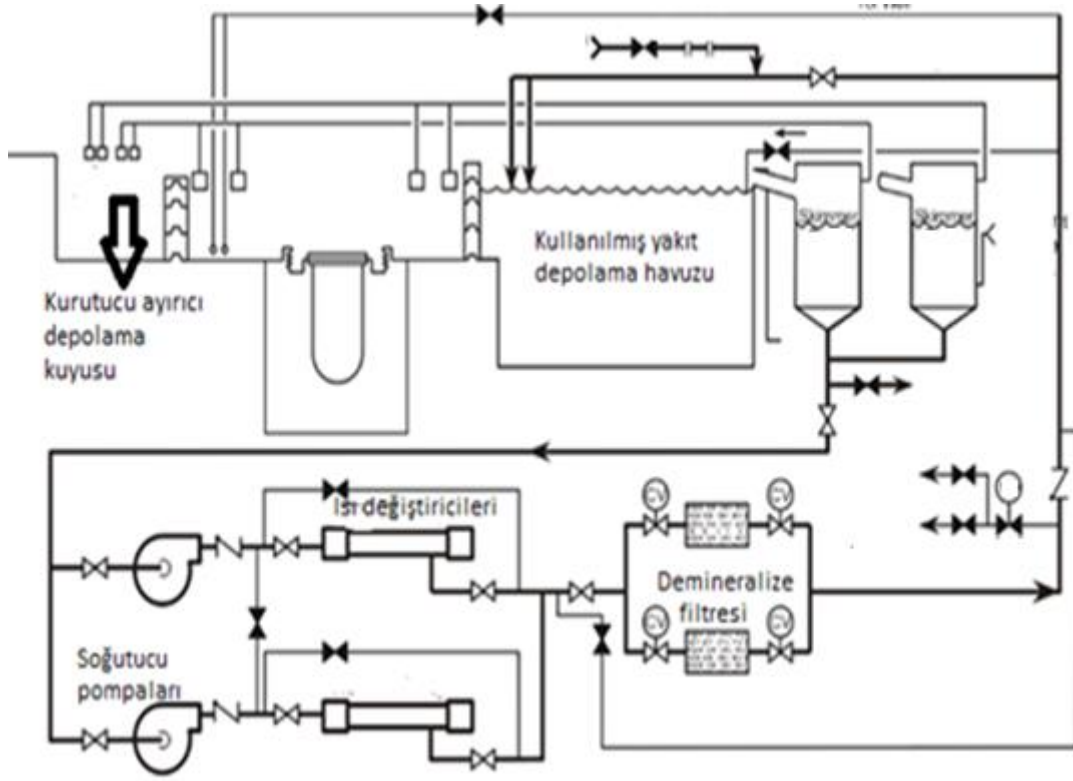 Kullanılmış yakıt
depolama havuzu
Kurutucu ayırıcı
depolama
kuyusu
Isı değiştiricileri
Demineralize
filtresi
Soğutucu
pompaları